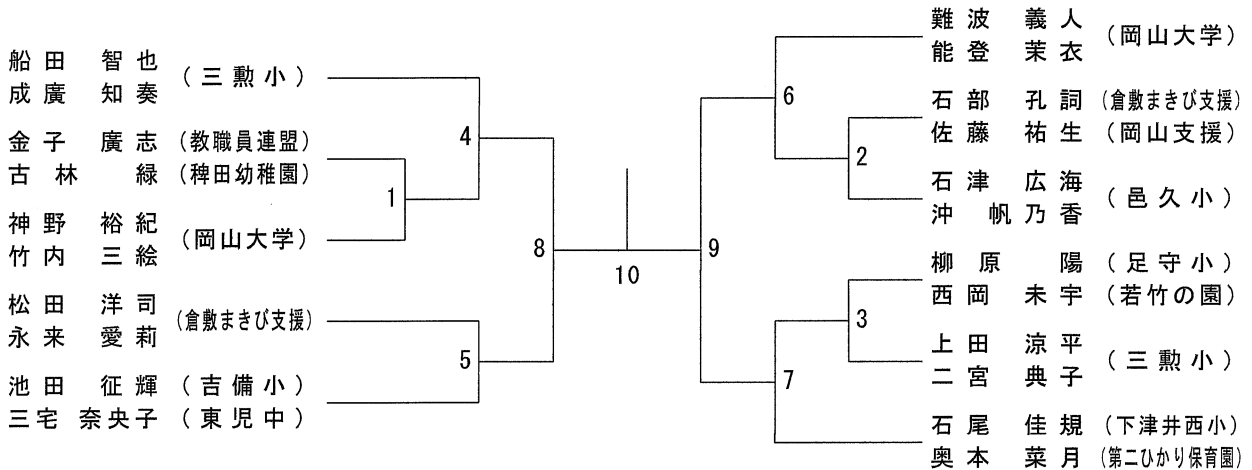 船田 智也 (三勲小)
成廣 知奏
金子 廣志 (教職員連盟)
古林 緑 (稗田幼稚園)
神野 裕紀 (岡山大学)
竹内 三絵
松田 洋司 (倉敷まきび支援)
永来 愛莉
池田 征輝 (吉備小)
三宅 奈央子 (東児中)
1
4
5
8
10
9
6
2
3
7
難波 義人 (岡山大学)
能登 茉衣
石部 孔詞 (倉敷まきび支援)
佐藤 祐生 (岡山支援)
石津 広海 (邑久小)
沖 帆乃香
柳原 陽 (足守小)
西岡 未宇 (若竹の園)
上田 涼平 (三勲小)
二宮 典子
石尾 佳規 (下津井西小)
奥本 菜月 (第二ひかり保育園)